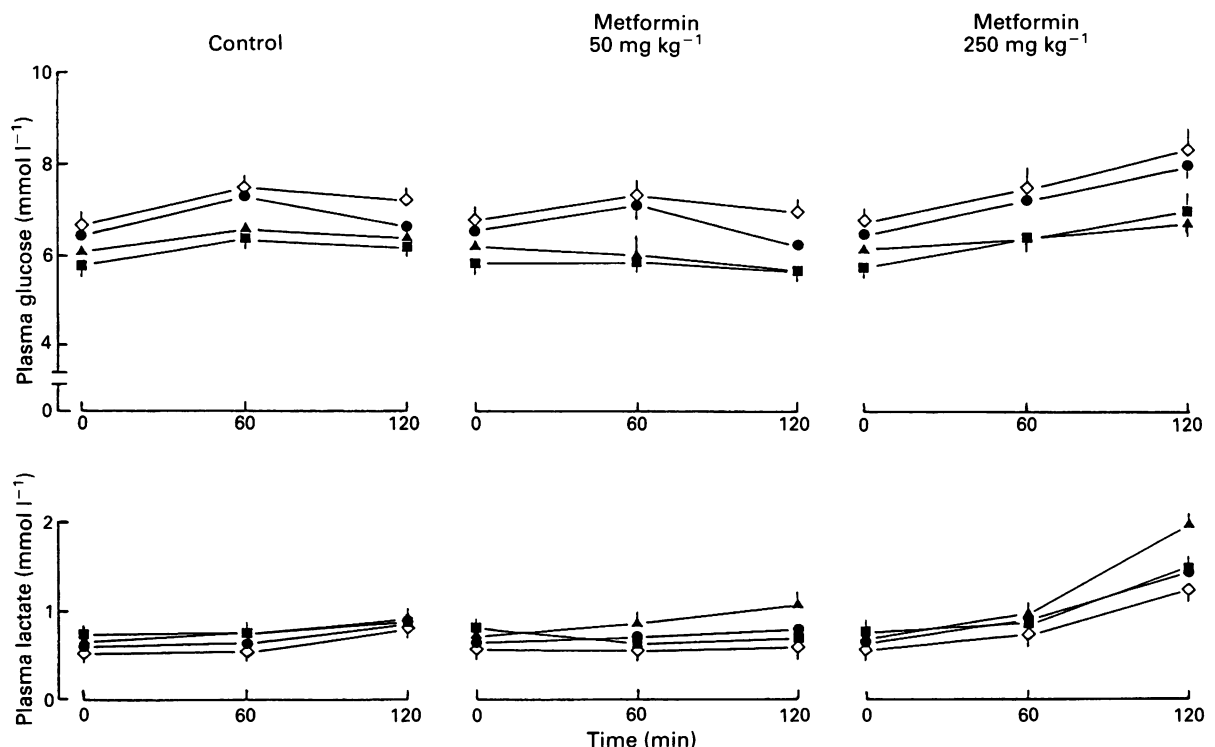 Control
Metformin
50 mg kg⁻¹
Metformin
250 mg kg⁻¹
Plasma glucose (mmol l⁻¹)
10
8
6
4
0
0 60 120
0 60 120
0 60 120
Plasma lactate (mmol l⁻¹)
2
1
0
0 60 120
0 60 120
0 60 120
Time (min)